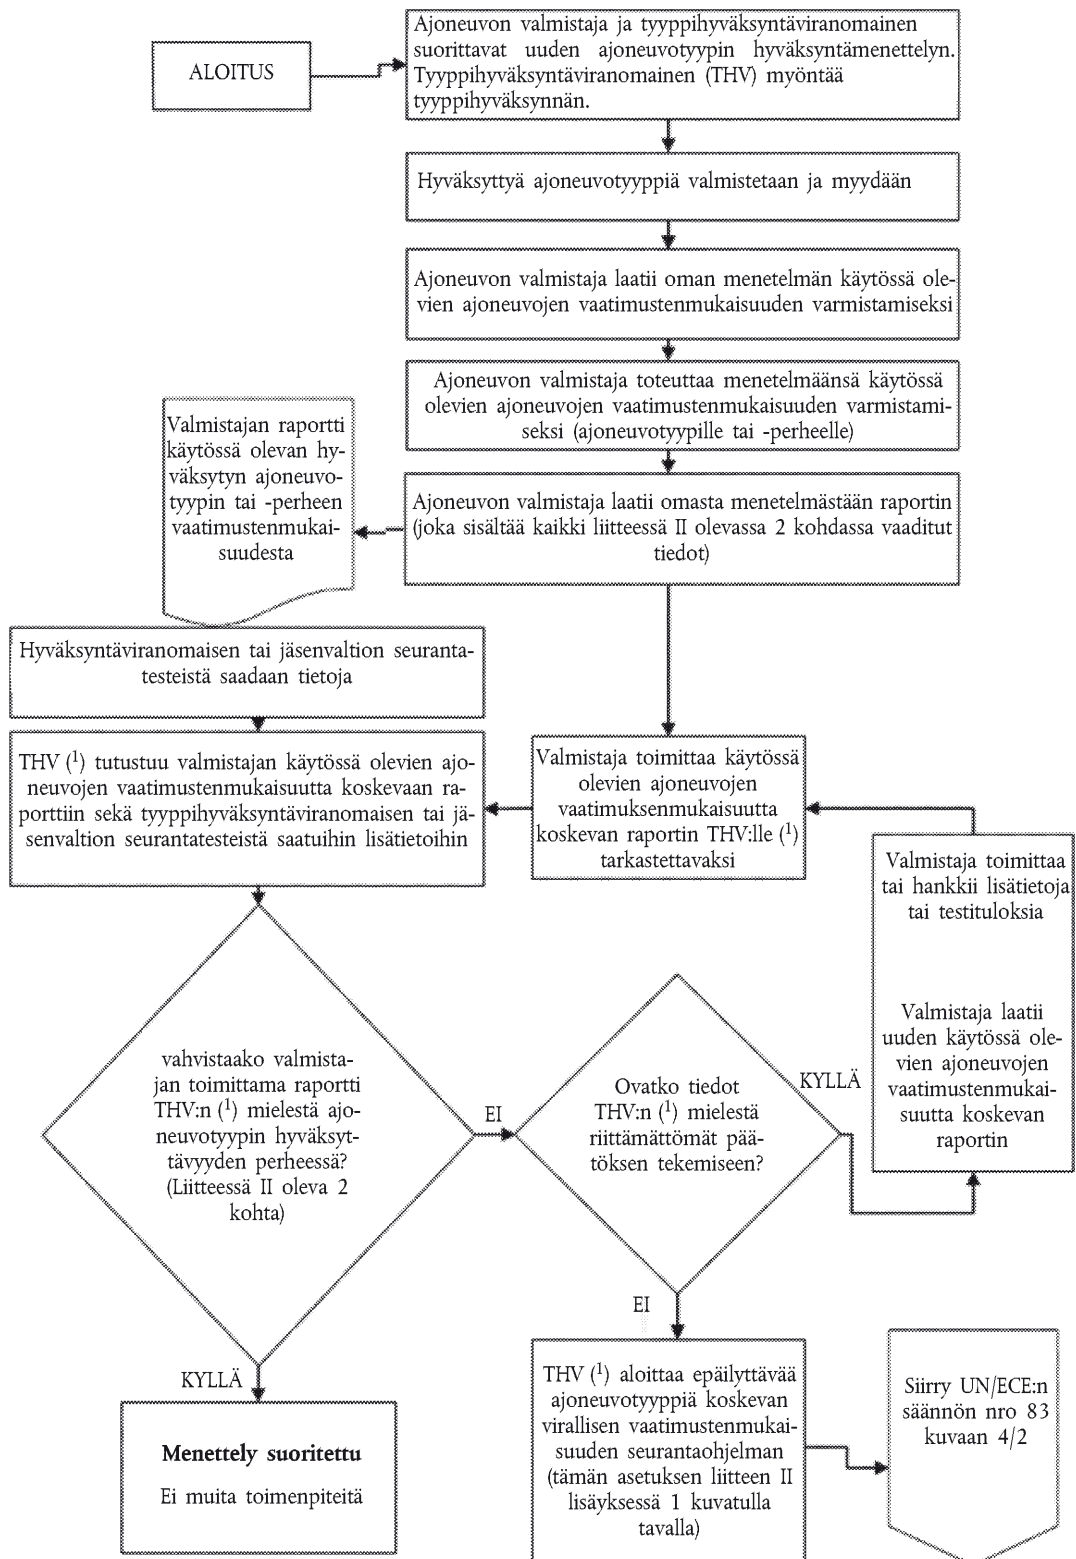 ALOITUS
Ajoneuvon valmistaja ja tyyppihyväksyntäviranomainen
suorittavat uuden ajoneuvotyypin hyväksyntämenettelyn.
Tyyppihyväksyntäviranomainen (THV) myöntää
tyyppihyväksynnän.
Hyväksyttyä ajoneuvotyyppiä valmistetaan ja myydään
Ajoneuvon valmistaja laatii oman menetelmän käytössä ole-
vien ajoneuvojen vaatimustenmukaisuuden varmistamiseksi
Ajoneuvon valmistaja toteuttaa menetelmäänsä käytössä
olevien ajoneuvojen vaatimustenmukaisuuden varmistami-
seksi (ajoneuvotyypille tai -perheelle)
Valmistajan raportti
käytössä olevan hy-
väksytyn ajoneuvo-
tyypin tai -perheen
vaatimustenmukai-
suudesta
Ajoneuvon valmistaja laatii omasta menetelmästään raportin
(joka sisältää kaikki liitteessä II olevassa 2 kohdassa vaaditut
tiedot)
Hyväksyntäviranomaisen tai jäsenvaltion seuranta-
testeistä saadaan tietoja
THV (¹) tutustuu valmistajan käytössä olevien ajo-
neuvojen vaatimustenmukaisuutta koskevaan ra-
porttiin sekä tyyppihyväksyntäviranomaisen tai jä-
senvaltion seurantatesteistä saatuihin lisätietoihin
Valmistaja toimittaa käytössä
olevien ajoneuvojen
vaatimuksenmukaisuutta
koskevan raportin THV:lle (¹)
tarkastettavaksi
Valmistaja toimittaa
tai hankkii lisätietoja
tai testituloksia
Valmistaja laatii
uuden käytössä ole-
vien ajoneuvojen
vaatimustenmukai-
suutta koskevan
raportin
vahvistaako valmista-
jan toimittama raportti
THV:n (¹) mielestä ajo-
neuvotyypin hyväksyt-
tävyyden perheessä?
(Liitteessä II oleva 2
kohta)
EI
Ovatko tiedot
THV:n (¹) mielestä
riittämättömät pää-
töksen tekemiseen?
KYLLÄ
EI
KYLLÄ
Menettely suoritettu
Ei muita toimenpiteitä
THV (¹) aloittaa epäilyttävää
ajoneuvotyyppiä koskevan
virallisen vaatimustenmukai-
suuden seurantaohjelman
(tämän asetuksen liitteen II
lisäyksessä 1 kuvatulla
tavalla)
Siirry UN/ECE:n
säännön nro 83
kuvaan 4/2